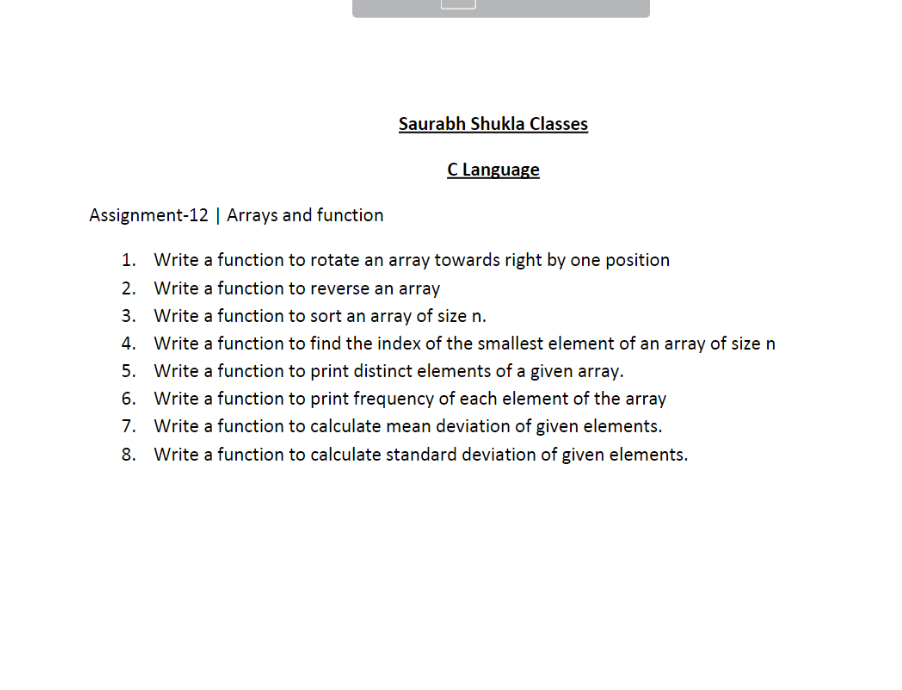 Saurabh Shukla Classes
C Language
Assignment-12 | Arrays and function
1. Write a function to rotate an array towards right by one position
2. Write a function to reverse an array
3. Write a function to sort an array of size n.
4. Write a function to find the index of the smallest element of an array of size n
5. Write a function to print distinct elements of a given array.
6. Write a function to print frequency of each element of the array
7. Write a function to calculate mean deviation of given elements.
8. Write a function to calculate standard deviation of given elements.